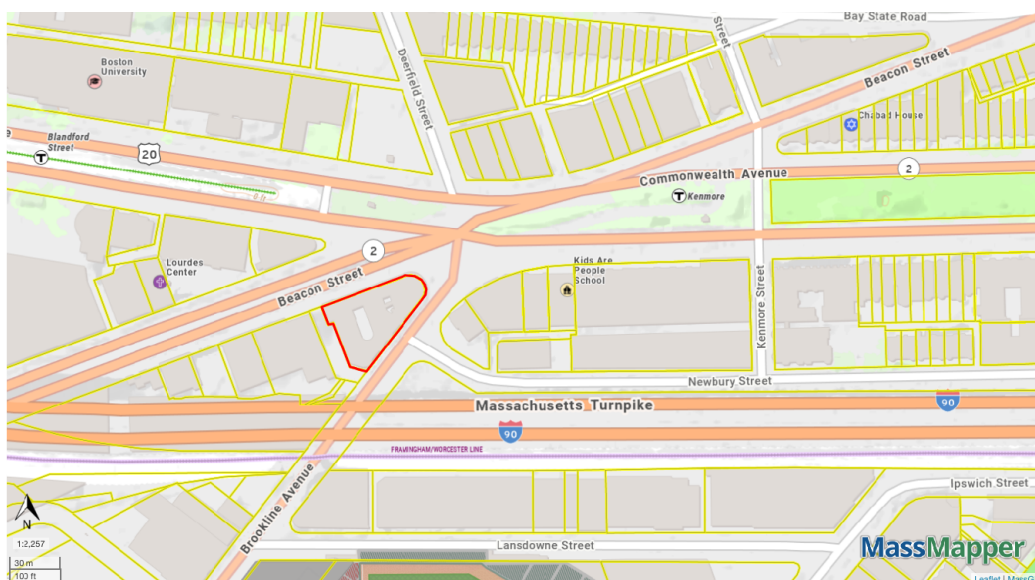 Bay State Road
Street
Boston
University
Deerfield Street
Beacon Street
Chabad House
Blandford
Street
20
2
Commonwealth Avenue
Kenmore
2
Lourdes
Center
Beacon Street
Kids Are
People
School
Kenmore Street
Newbury Street
Massachusetts Turnpike
90
90
FRAMINGHAM/WORCESTER LINE
Brookline Avenue
Ipswich Street
N
1:2,257
Lansdowne Street
MassMapper
30 m
100 ft